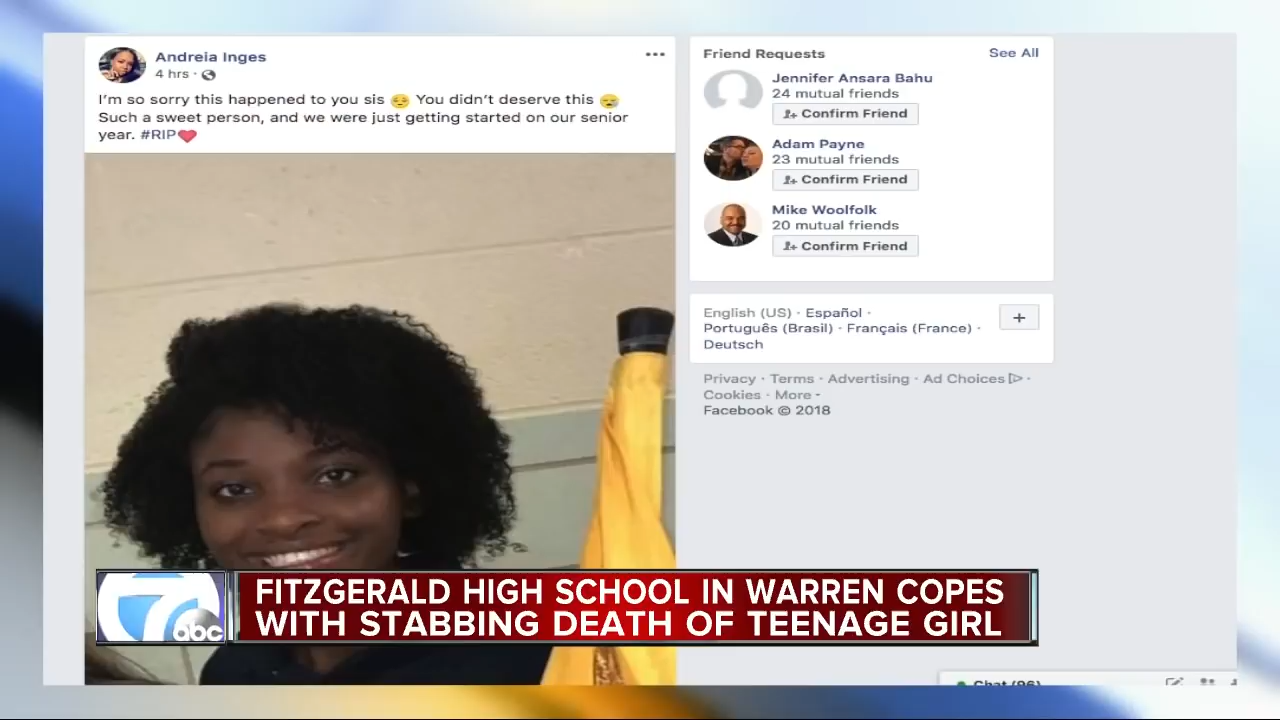 Andreia Inges
4 hrs ·
I'm so sorry this happened to you sis 😔 You didn't deserve this 😪
Such a sweet person, and we were just getting started on our senior
year. #RIP❤️
Friend Requests
See All
Jennifer Ansara Bahu
24 mutual friends
Confirm Friend
Adam Payne
23 mutual friends
Confirm Friend
Mike Woolfolk
20 mutual friends
Confirm Friend
English (US) · Español ·
Português (Brasil) · Français (France) ·
Deutsch
+
Privacy · Terms · Advertising · Ad Choices ·
Cookies · More
Facebook © 2018
7 abc
FITZGERALD HIGH SCHOOL IN WARREN COPES
WITH STABBING DEATH OF TEENAGE GIRL
Chat (96)